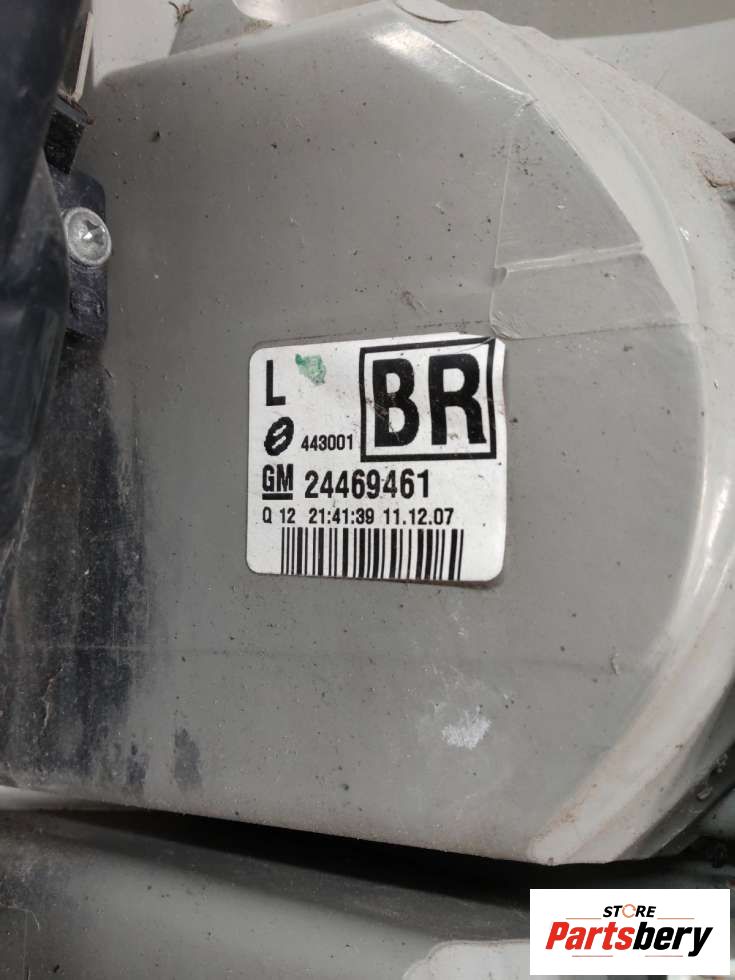 L
BR
443001
GM 24469461
Q 12 21:41:39 11.12.07
STORE
Partsbery